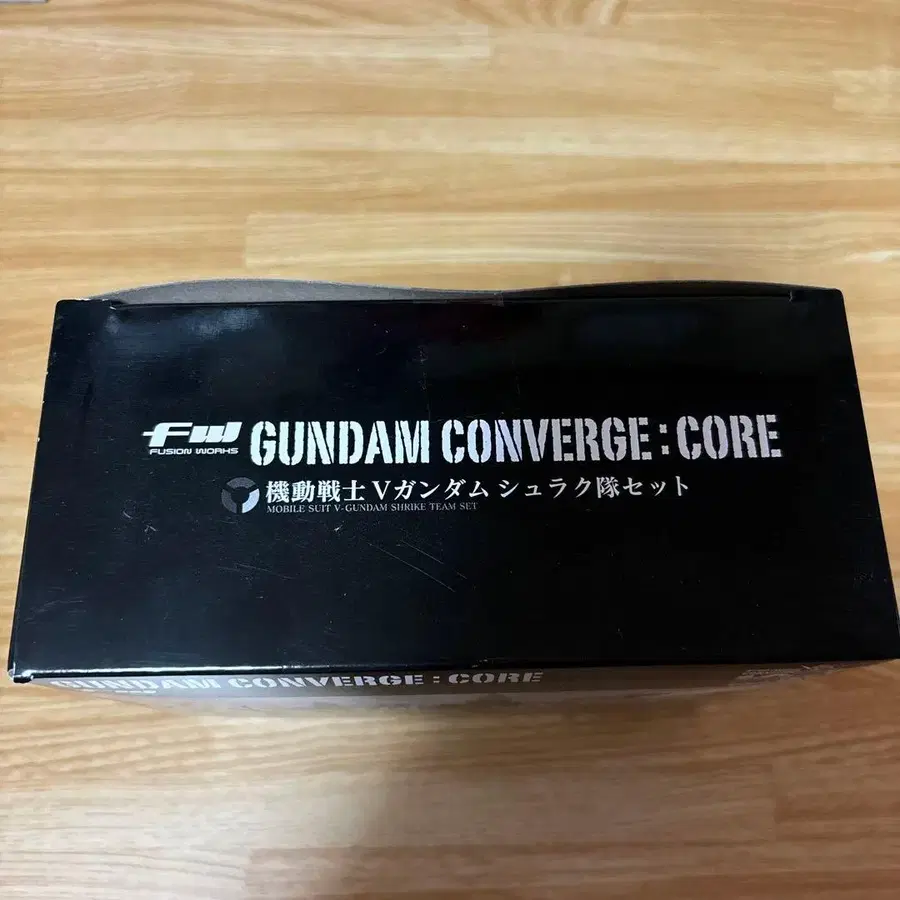 FW GUNDAM CONVERGE:CORE
FUSION WORKS
機動戦士Vガンダム シュラク隊セット
MOBILE SUIT V-GUNDAM SHRIKE TEAM SET
GUNDAM CONVERGE:CORE